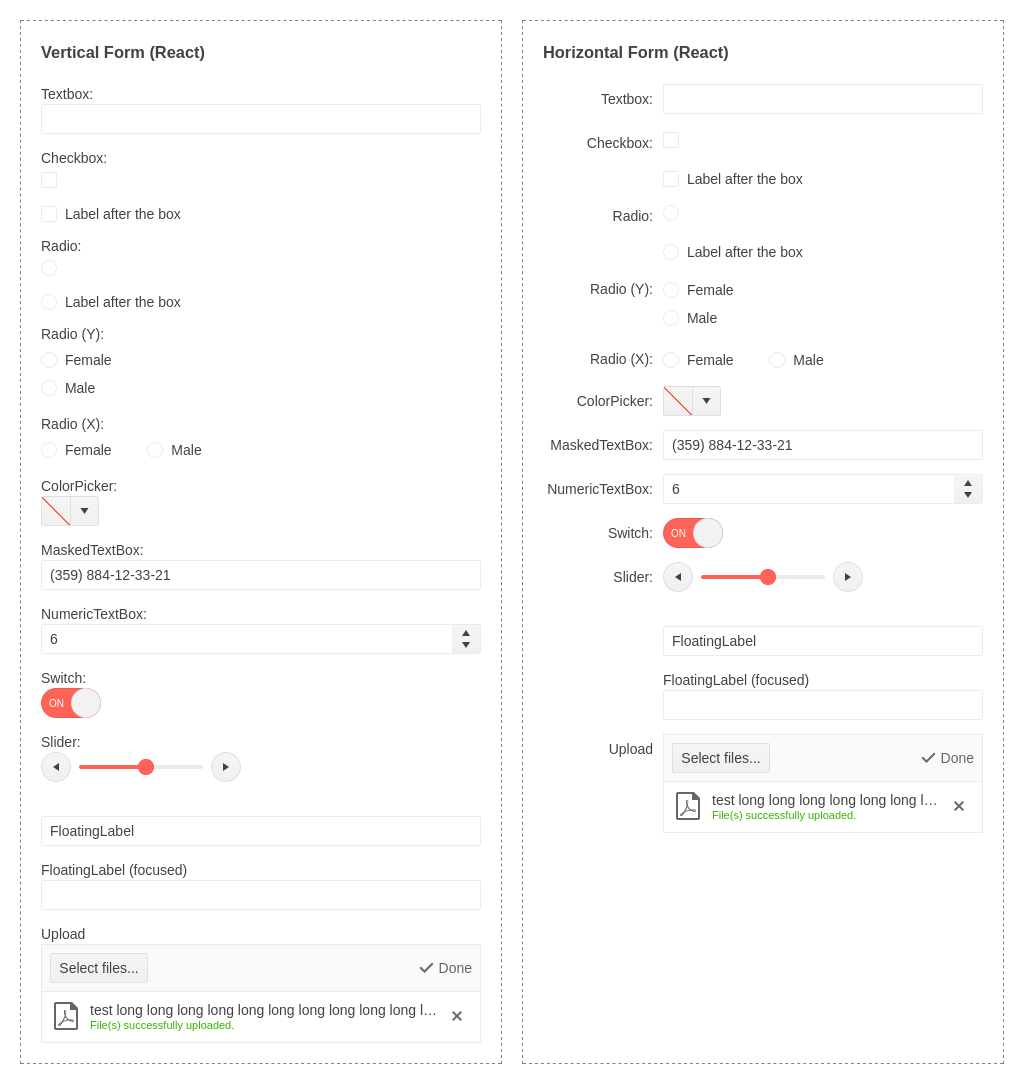 Vertical Form (React)
Textbox:
Checkbox:
Label after the box
Radio:
Label after the box
Radio (Y):
Female
Male
Radio (X):
Female Male
ColorPicker:
MaskedTextBox:
(359) 884-12-33-21
NumericTextBox:
6
Switch:
ON
Slider:
FloatingLabel
FloatingLabel (focused)
Upload
Select files... Done
test long long long long long long long long long long l...
File(s) successfully uploaded.
Horizontal Form (React)
Textbox:
Checkbox:
Label after the box
Radio:
Label after the box
Radio (Y): Female
Male
Radio (X): Female Male
ColorPicker:
MaskedTextBox: (359) 884-12-33-21
NumericTextBox: 6
Switch: ON
Slider:
FloatingLabel
FloatingLabel (focused)
Upload Select files... Done
test long long long long long long l...
File(s) successfully uploaded.